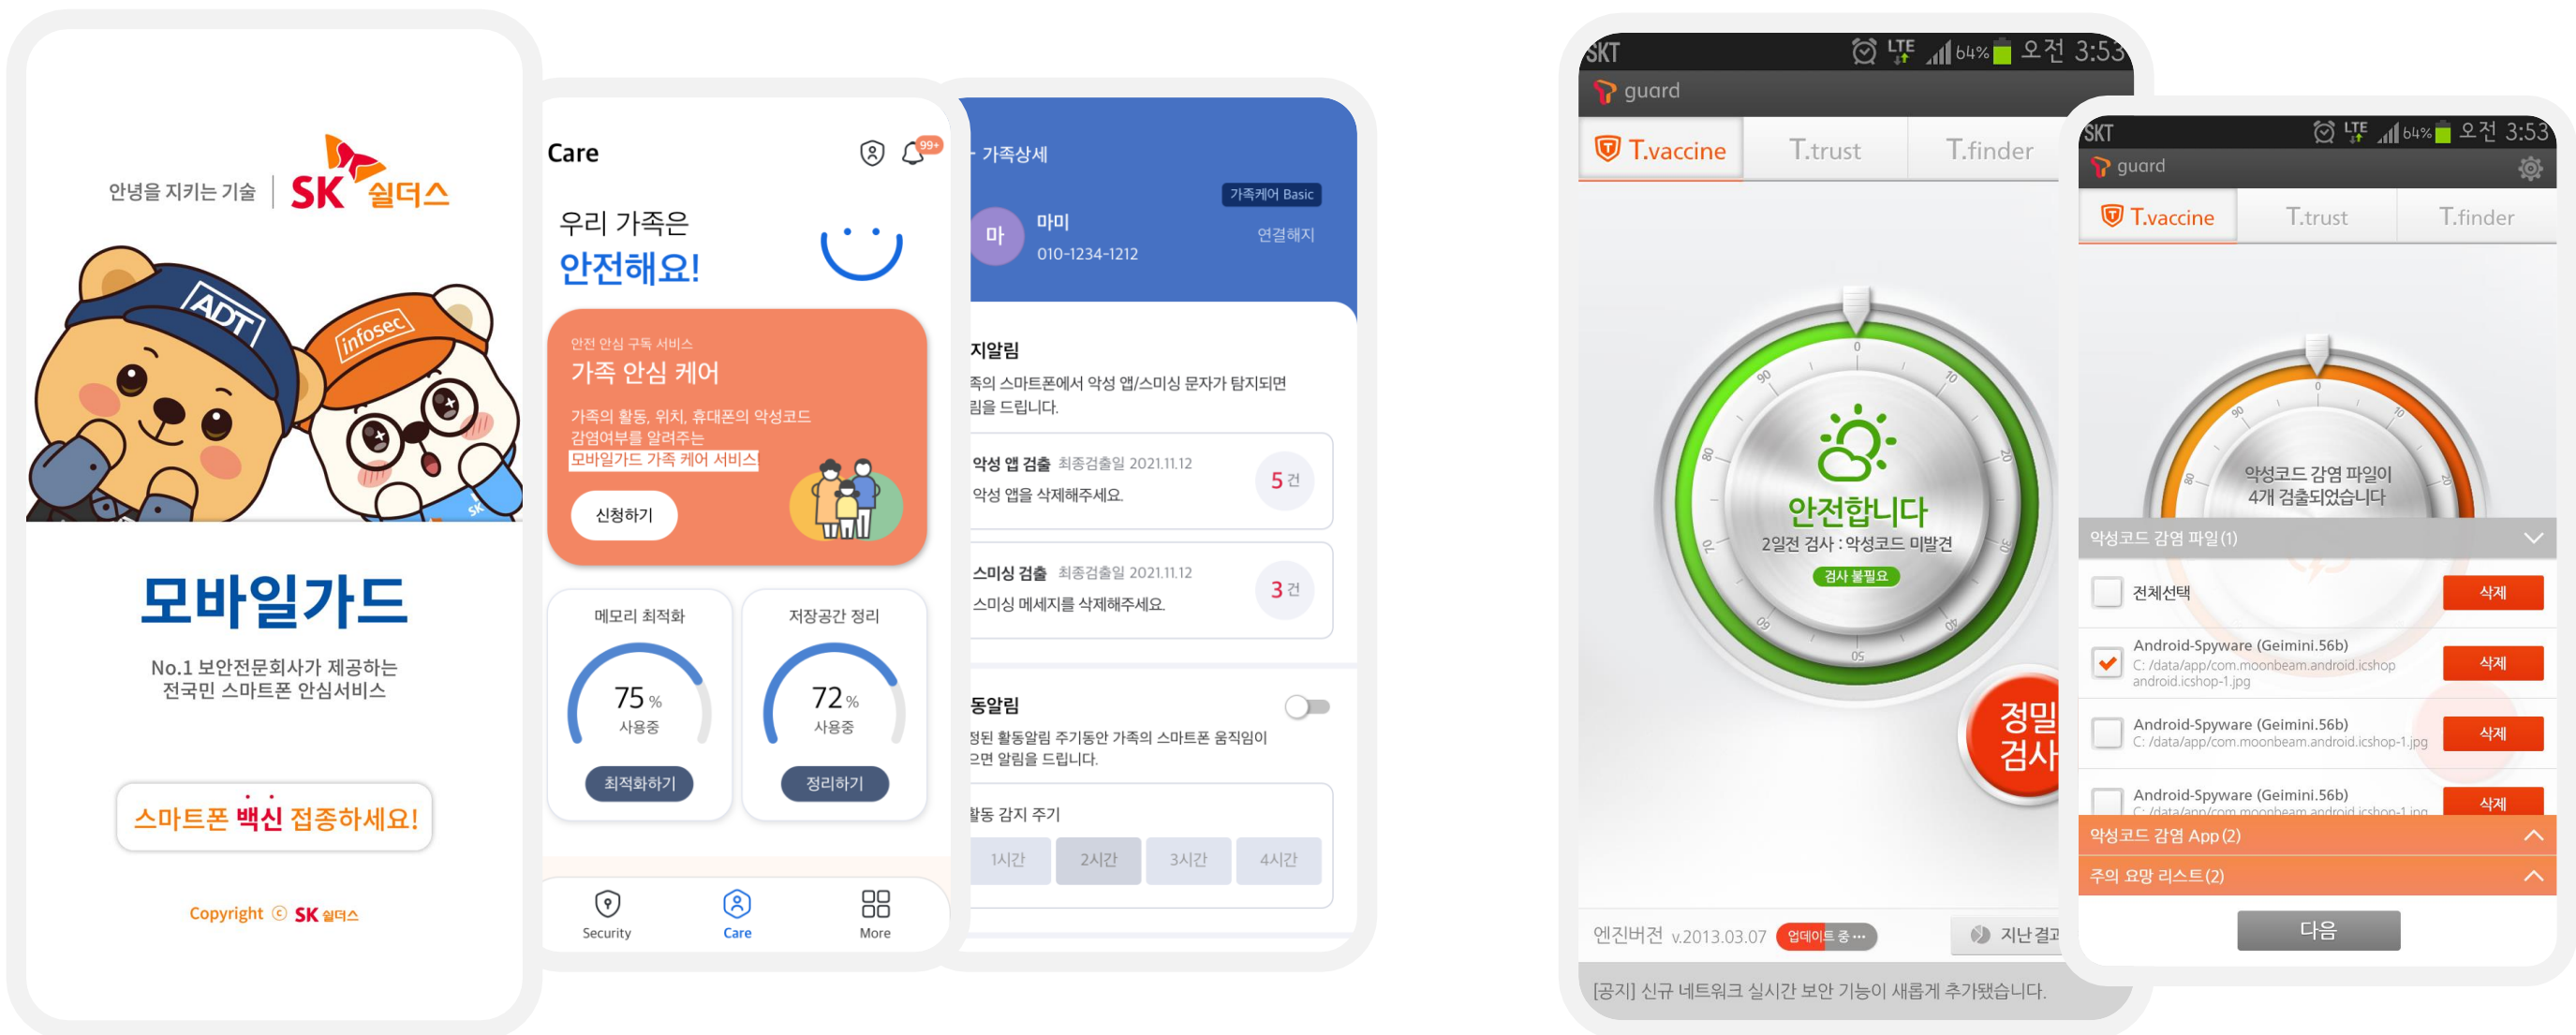 안녕을 지키는 기술
SK 쉴더스
ADT
infosec
SK
모바일가드
No.1 보안전문회사가 제공하는
전국민 스마트폰 안심서비스
스마트폰 백신 접종하세요!
Copyright ⓒ SK 쉴더스
Care
99+
우리 가족은
안전해요!
안전 안심 구독 서비스
가족 안심 케어
가족의 활동, 위치, 휴대폰의 악성코드
감염여부를 알려주는
모바일가드 가족 케어 서비스!
신청하기
메모리 최적화
75 %
사용중
최적화하기
저장공간 정리
72 %
사용중
정리하기
Security
Care
More
가족상세
가족케어 Basic
마
마미
010-1234-1212
연결해지
지알림
족의 스마트폰에서 악성 앱/스미싱 문자가 탐지되면
림을 드립니다.
악성 앱 검출 최종검출일 2021.11.12
악성 앱을 삭제해주세요.
5 건
스미싱 검출 최종검출일 2021.11.12
스미싱 메세지를 삭제해주세요.
3 건
동알림
정된 활동알림 주기동안 가족의 스마트폰 움직임이
으면 알림을 드립니다.
활동 감지 주기
1시간 2시간 3시간 4시간
SKT LTE 64% 오전 3:53
guard
T.vaccine T.trust T.finder
0
10
20
30
40
50
60
70
80
90
안전합니다
2일전 검사 : 악성코드 미발견
검사 불필요
정밀
검사
엔진버전 v.2013.03.07 업데이트 중 ···
지난 결과
[공지] 신규 네트워크 실시간 보안 기능이 새롭게 추가됐습니다.
SKT LTE 64% 오전 3:53
guard
T.vaccine T.trust T.finder
0
10
20
80
90
악성코드 감염 파일이
4개 검출되었습니다
악성코드 감염 파일(1)
전체선택 삭제
Android-Spyware (Geimini.56b)
C: /data/app/com.moonbeam.android.icshop
android.icshop-1.jpg
삭제
Android-Spyware (Geimini.56b)
C: /data/app/com.moonbeam.android.icshop-1.jpg
삭제
Android-Spyware (Geimini.56b)
C: /data/app/com.moonbeam.android.icshop-1.jpg
삭제
악성코드 감염 App(2)
주의 요망 리스트(2)
다음